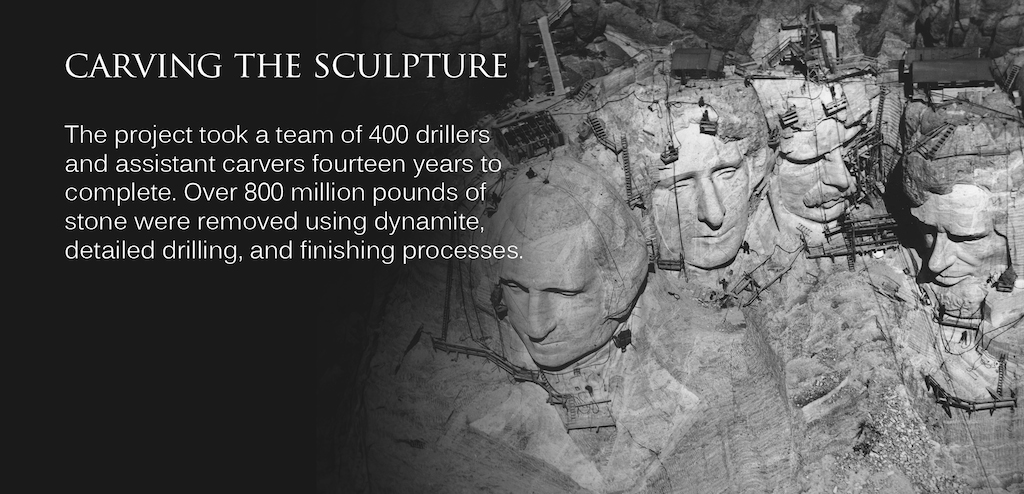 CARVING THE SCULPTURE
The project took a team of 400 drillers
and assistant carvers fourteen years to
complete. Over 800 million pounds of
stone were removed using dynamite,
detailed drilling, and finishing processes.